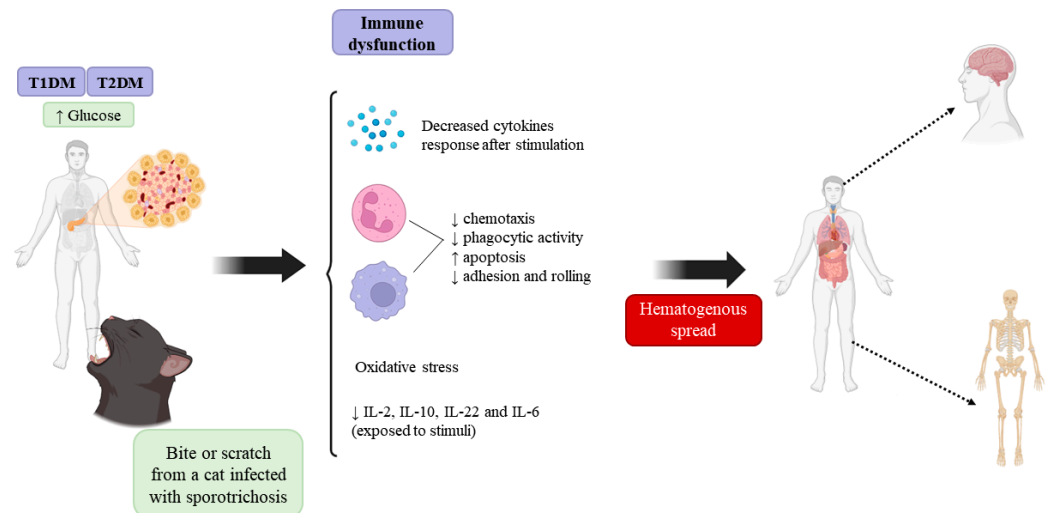 Immune
dysfunction
T1DM T2DM
↑ Glucose
Decreased cytokines
response after stimulation
↓ chemotaxis
↓ phagocytic activity
↑ apoptosis
↓ adhesion and rolling
Oxidative stress
↓ IL-2, IL-10, IL-22 and IL-6
(exposed to stimuli)
Bite or scratch
from a cat infected
with sporotrichosis
Hematogenous
spread